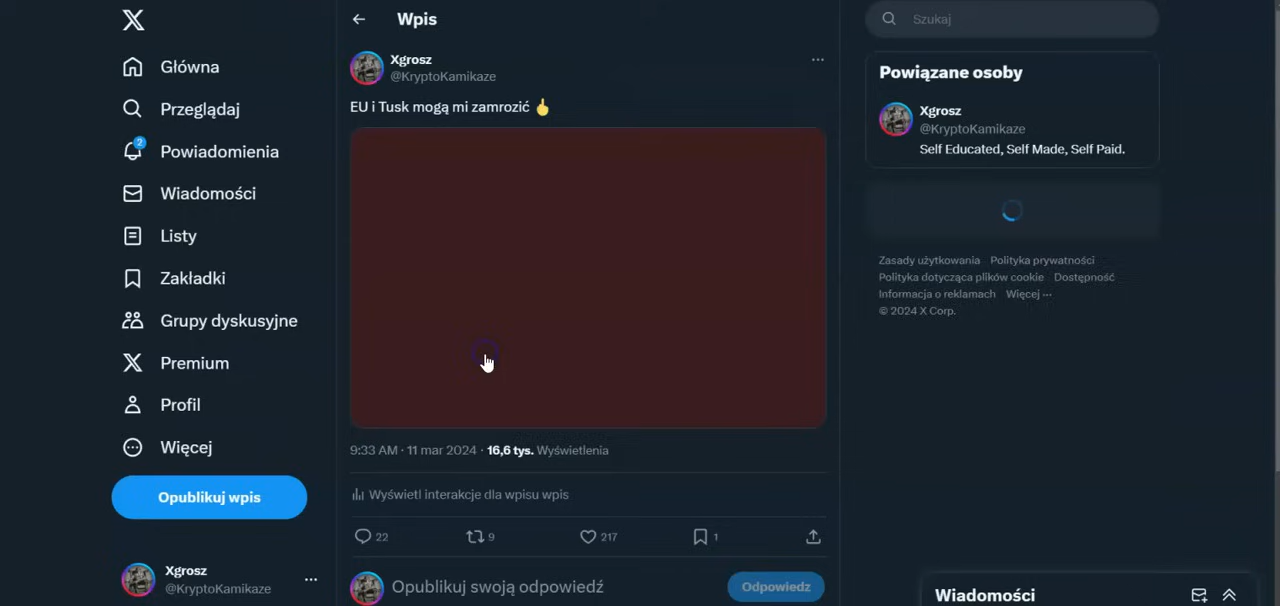 Główna
Przeglądaj
2
Powiadomienia
Wiadomości
Listy
Zakładki
Grupy dyskusyjne
Premium
Profil
Więcej
Opublikuj wpis
Xgrosz
@KryptoKamikaze
Wpis
Xgrosz
@KryptoKamikaze
EU i Tusk mogą mi zamrozić 🖕
9:33 AM · 11 mar 2024 · 16,6 tys. Wyświetlenia
Wyświetl interakcje dla wpisu wpis
22 9 217 1
Opublikuj swoją odpowiedź
Odpowiedz
Szukaj
Powiązane osoby
Xgrosz
@KryptoKamikaze
Self Educated, Self Made, Self Paid.
Zasady użytkowania Polityka prywatności
Polityka dotycząca plików cookie Dostępność
Informacja o reklamach Więcej ···
© 2024 X Corp.
Wiadomości